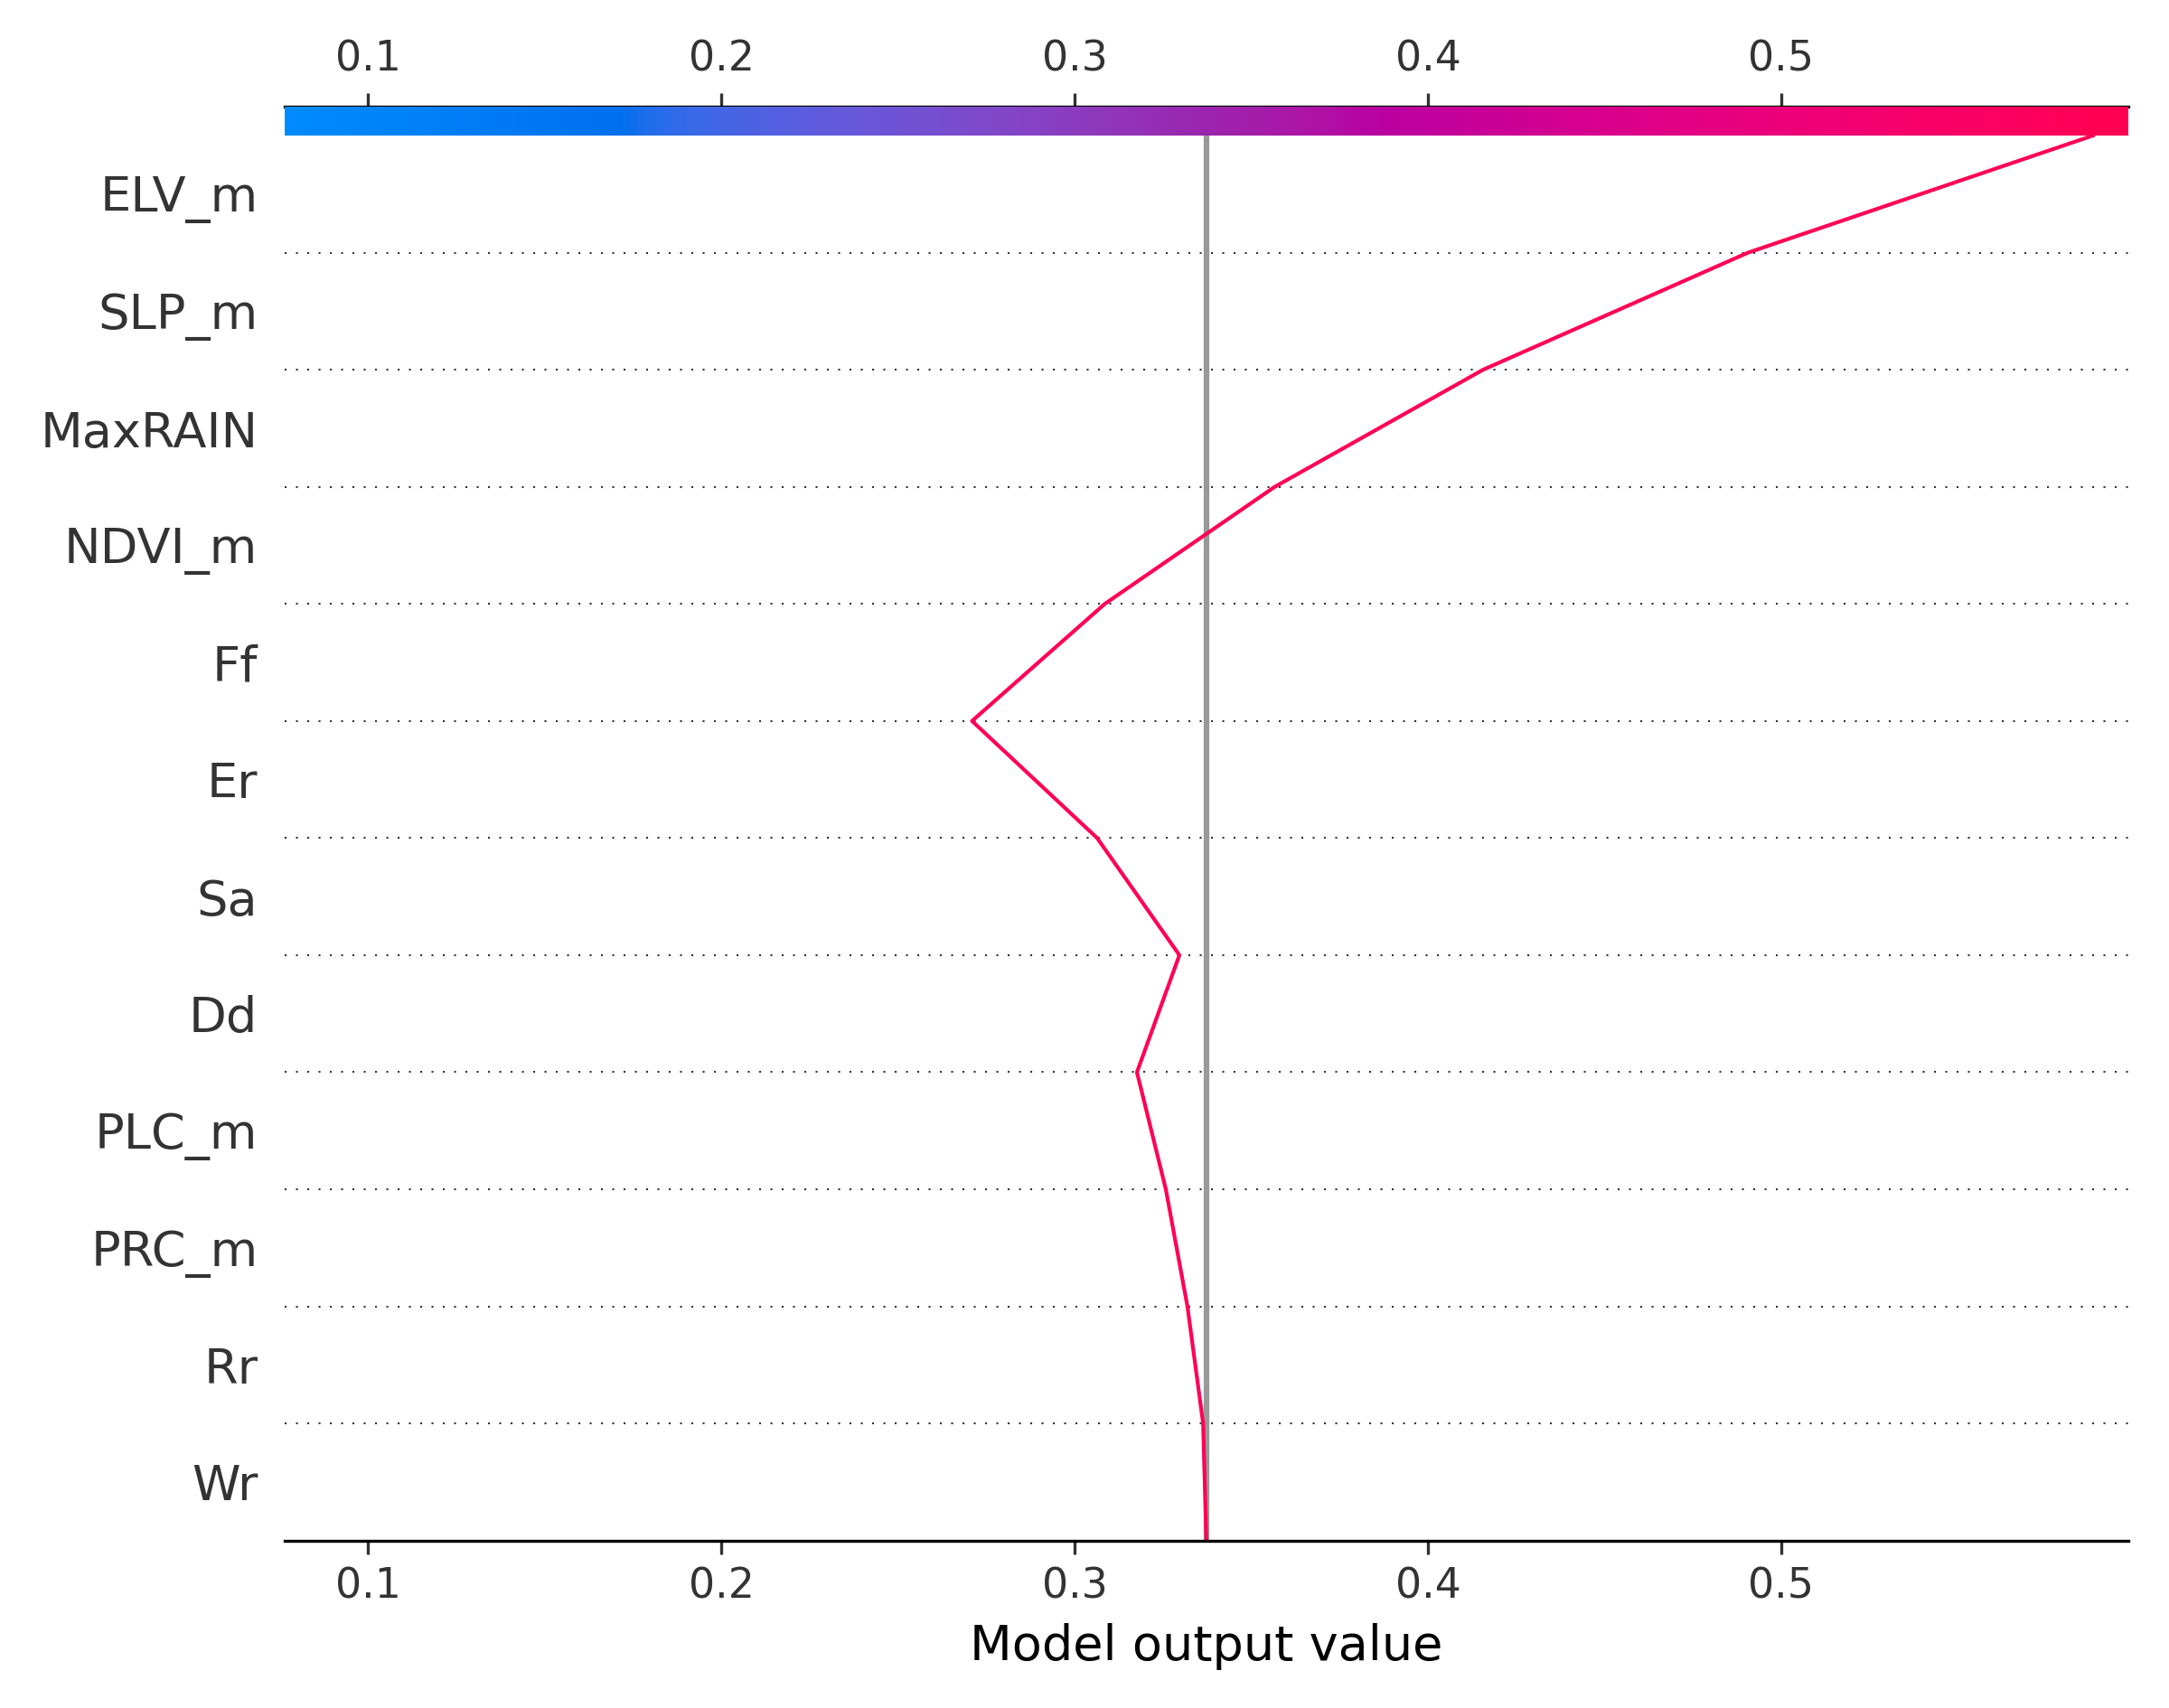 0.1 0.2 0.3 0.4 0.5
ELV_m
SLP_m
MaxRAIN
NDVI_m
Ff
Er
Sa
Dd
PLC_m
PRC_m
Rr
Wr
0.1 0.2 0.3 0.4 0.5
Model output value